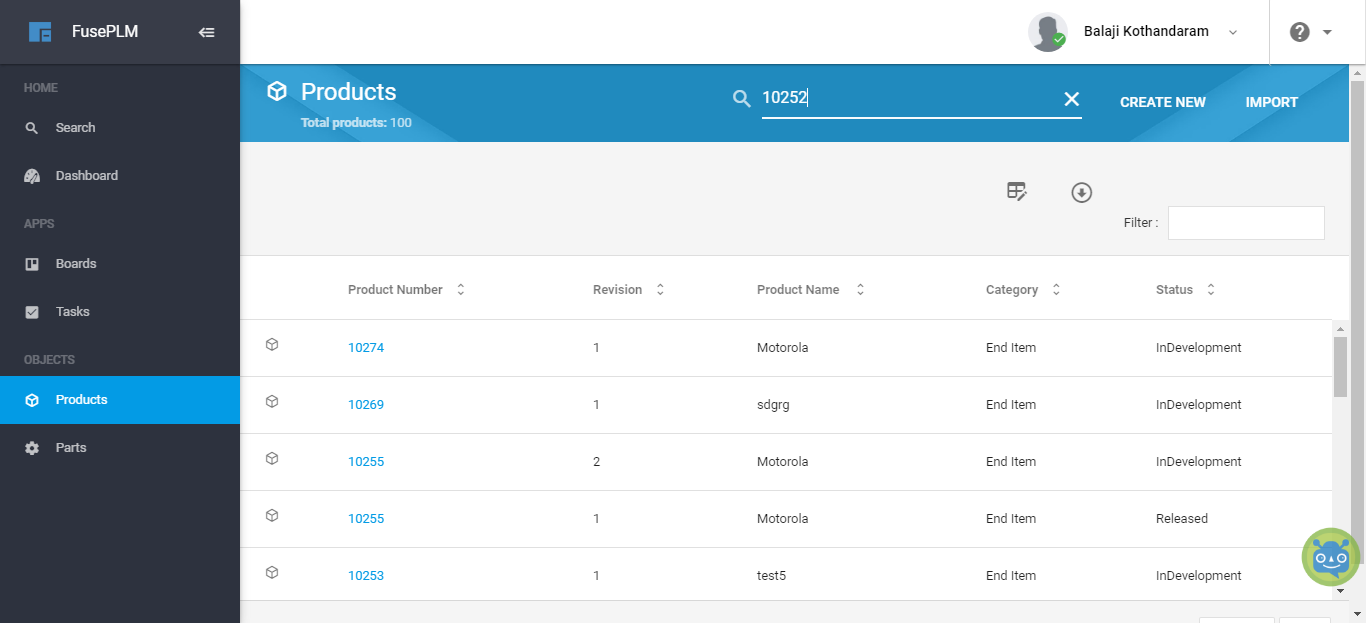 FusePLM
Balaji Kothandaram
?
HOME
Search
Dashboard
APPS
Boards
Tasks
OBJECTS
Products
Parts
Products
Total products: 100
10252
CREATE NEW
IMPORT
Filter :
Product Number Revision Product Name Category Status
10274 1 Motorola End Item InDevelopment
10269 1 sdgrg End Item InDevelopment
10255 2 Motorola End Item InDevelopment
10255 1 Motorola End Item Released
10253 1 test5 End Item InDevelopment